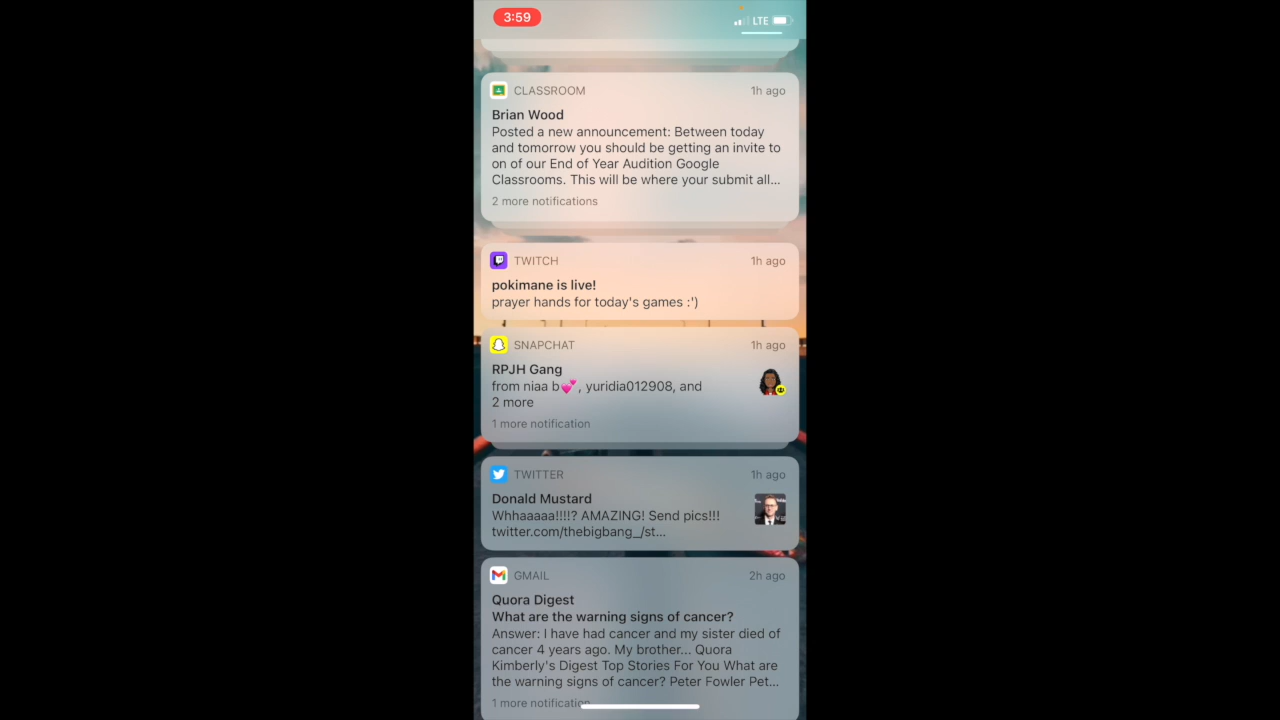 3:59
LTE
CLASSROOM 1h ago
Brian Wood
Posted a new announcement: Between today
and tomorrow you should be getting an invite to
on of our End of Year Audition Google
Classrooms. This will be where your submit all...
2 more notifications
TWITCH 1h ago
pokimane is live!
prayer hands for today's games :')
SNAPCHAT 1h ago
RPJH Gang
from niaa b💕, yuridia012908, and
2 more
1 more notification
TWITTER 1h ago
Donald Mustard
Whhaaaaa!!!!? AMAZING! Send pics!!!
twitter.com/thebigbang_/st...
GMAIL 2h ago
Quora Digest
What are the warning signs of cancer?
Answer: I have had cancer and my sister died of
cancer 4 years ago. My brother... Quora
Kimberly's Digest Top Stories For You What are
the warning signs of cancer? Peter Fowler Pet...
1 more notification